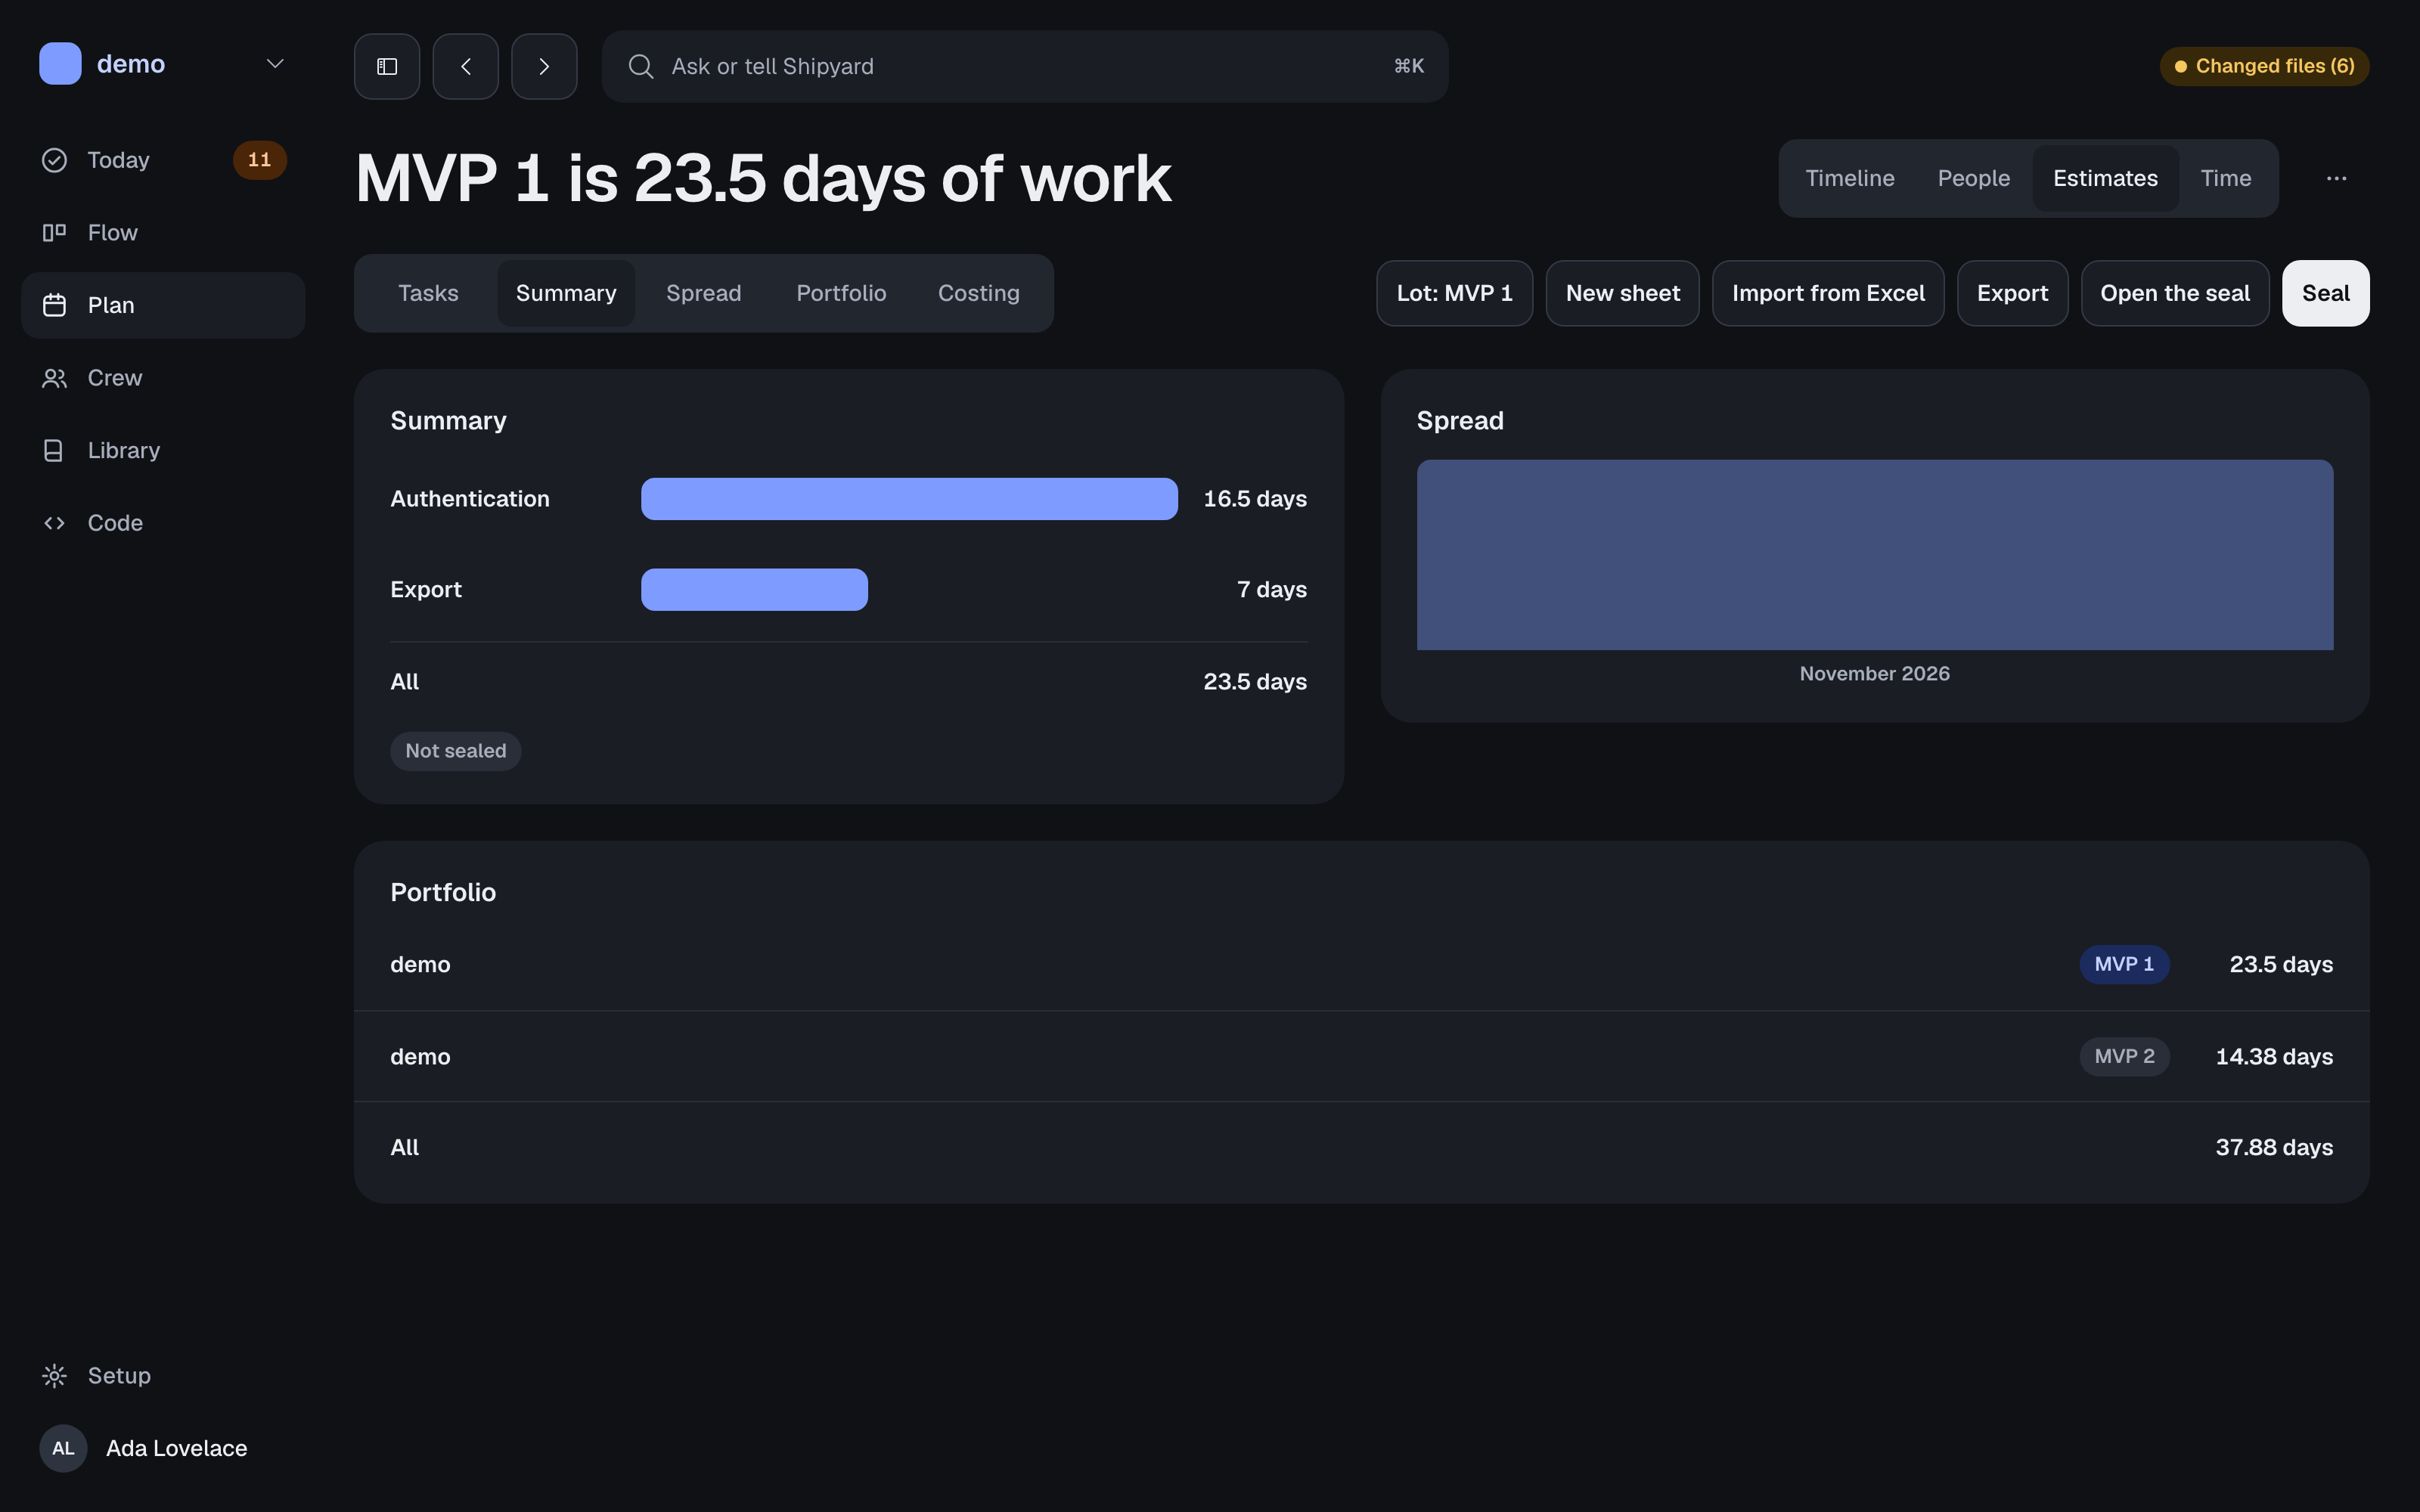 demo
Ask or tell Shipyard
⌘K
Changed files (6)
Today
11
Flow
Plan
Crew
Library
Code
Setup
AL
Ada Lovelace
MVP 1 is 23.5 days of work
Timeline
People
Estimates
Time
Tasks
Summary
Spread
Portfolio
Costing
Lot: MVP 1
New sheet
Import from Excel
Export
Open the seal
Seal
Summary
Authentication
16.5 days
Export
7 days
All
23.5 days
Not sealed
Spread
November 2026
Portfolio
demo
MVP 1
23.5 days
demo
MVP 2
14.38 days
All
37.88 days